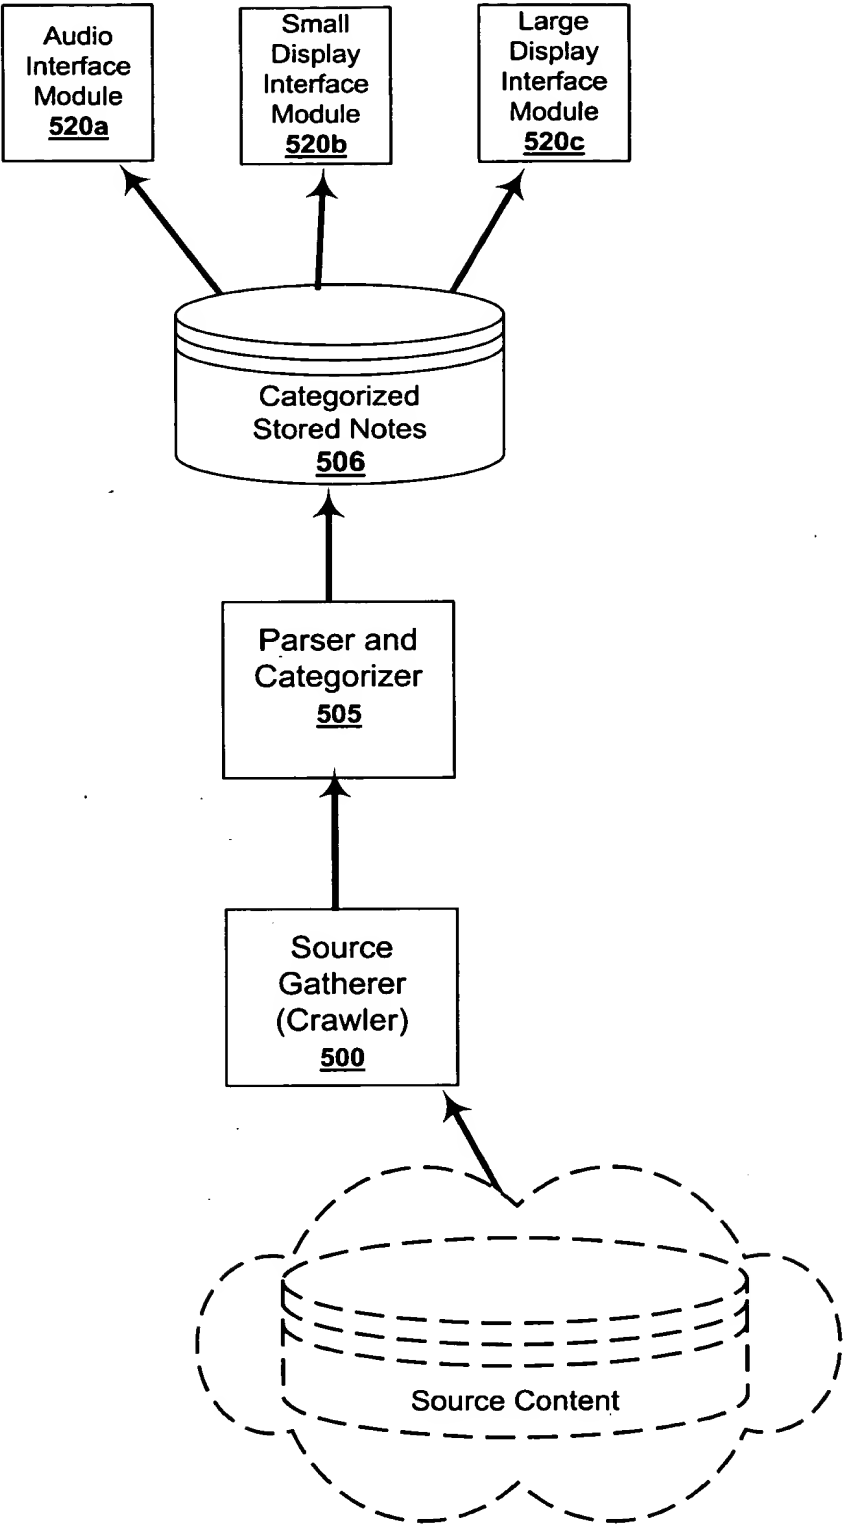 Audio
Interface
Module
520a
Small
Display
Interface
Module
520b
Large
Display
Interface
Module
520c
Categorized
Stored Notes
506
Parser and
Categorizer
505
Source
Gatherer
(Crawler)
500
Source Content